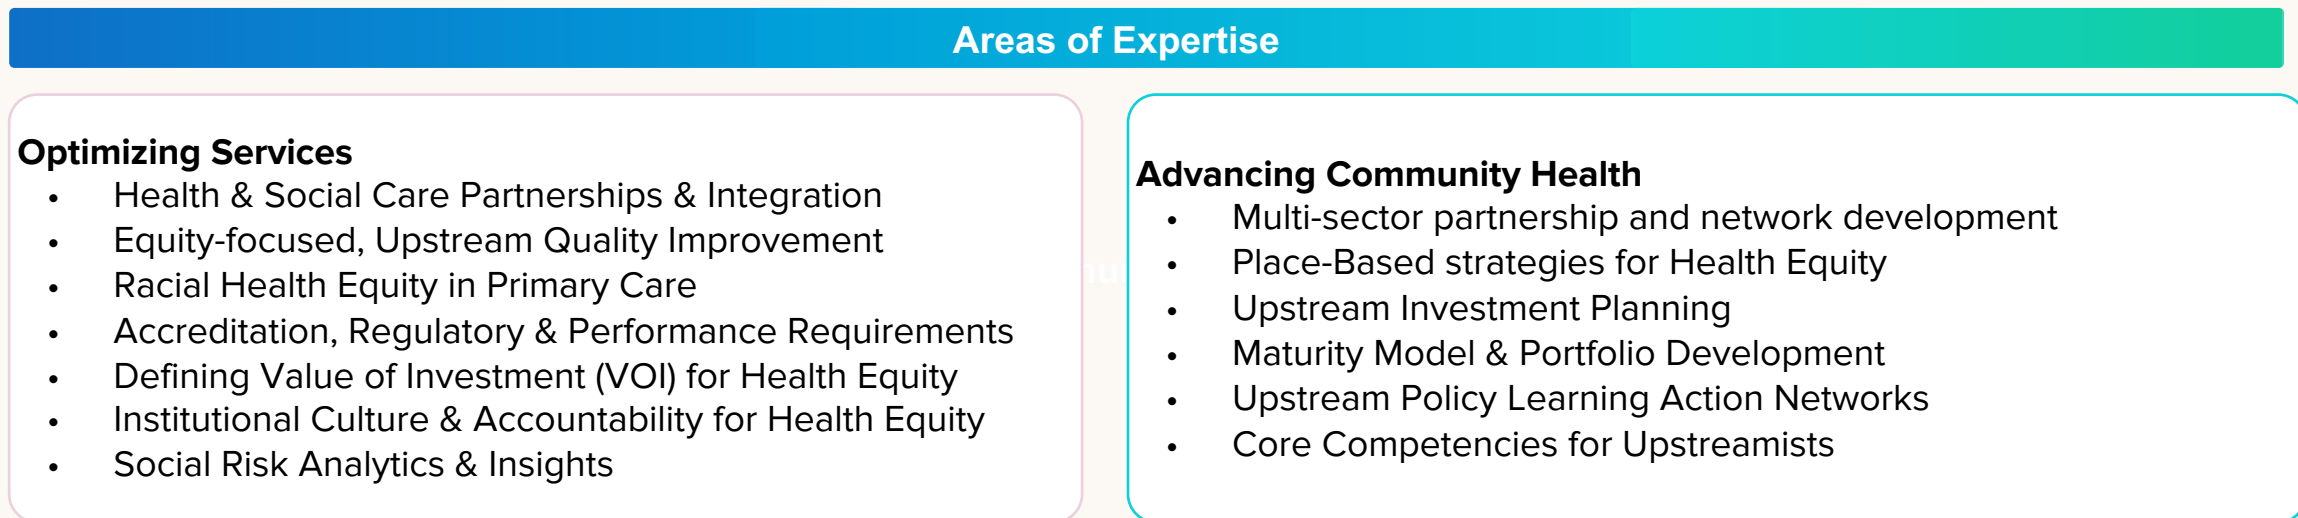 Areas of Expertise
Optimizing Services
• Health & Social Care Partnerships & Integration
• Equity-focused, Upstream Quality Improvement
• Racial Health Equity in Primary Care
• Accreditation, Regulatory & Performance Requirements
• Defining Value of Investment (VOI) for Health Equity
• Institutional Culture & Accountability for Health Equity
• Social Risk Analytics & Insights
Advancing Community Health
• Multi-sector partnership and network development
• Place-Based strategies for Health Equity
• Upstream Investment Planning
• Maturity Model & Portfolio Development
• Upstream Policy Learning Action Networks
• Core Competencies for Upstreamists